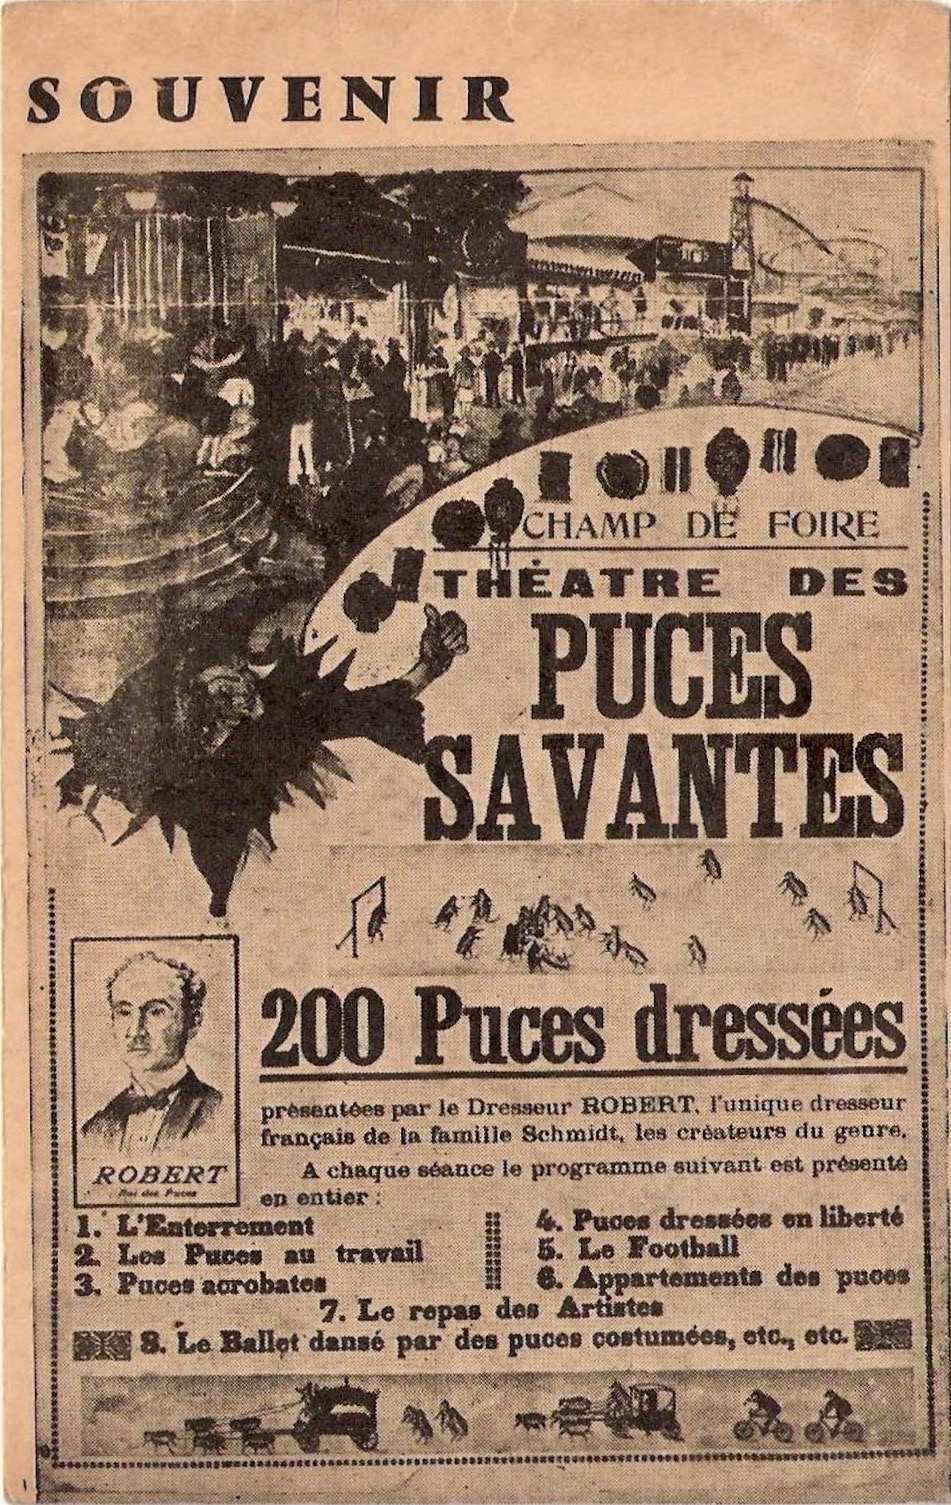 SOUVENIR
CHAMP DE FOIRE
THÉATRE DES
PUCES
SAVANTES
200 Puces dressées
présentées par le Dresseur ROBERT, l'unique dresseur
français de la famille Schmidt, les créateurs du genre.
A chaque séance le programme suivant est présenté
en entier :
ROBERT
Roi des Puces
1. L'Enterrement
2. Les Puces au travail
3. Puces acrobates
4. Puces dressées en liberté
5. Le Football
6. Appartements des puces
7. Le repas des Artistes
8. Le Ballet dansé par des puces costumées, etc., etc.